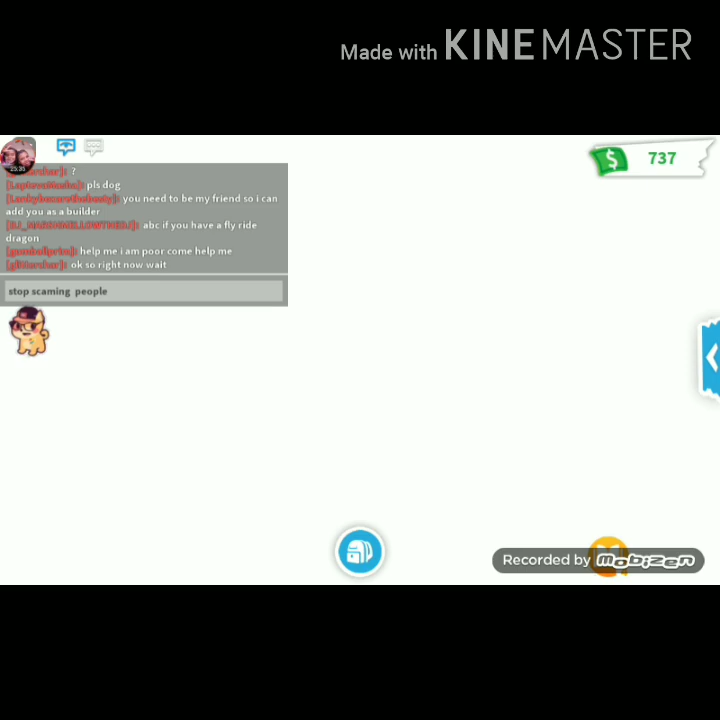 Made with KINEMASTER
737
?
pls dog
you need to be my friend so i can
add you as a builder
abc if you have a fly ride
dragon
help me i am poor come help me
ok so right now wait
stop scaming people
Recorded by mobizen